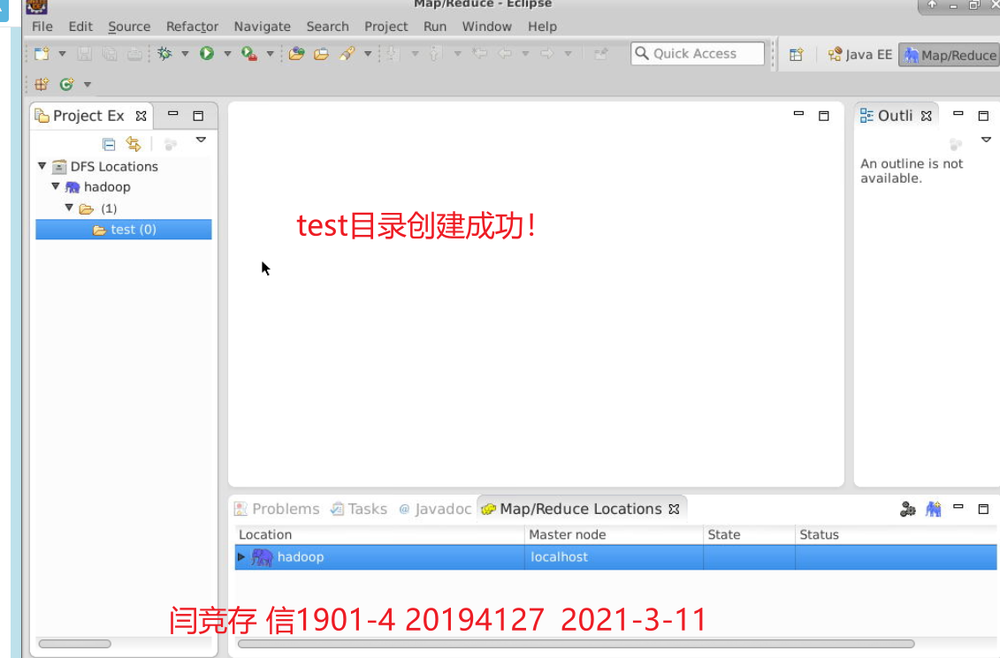 Map/Reduce - Eclipse
File Edit Source Refactor Navigate Search Project Run Window Help
Quick Access Java EE Map/Reduce
Project Ex
Outli
DFS Locations
hadoop
(1)
test (0)
An outline is not
available.
test目录创建成功！
Problems Tasks @ Javadoc Map/Reduce Locations
Location Master node State Status
hadoop localhost
闫竞存 信1901-4 20194127 2021-3-11